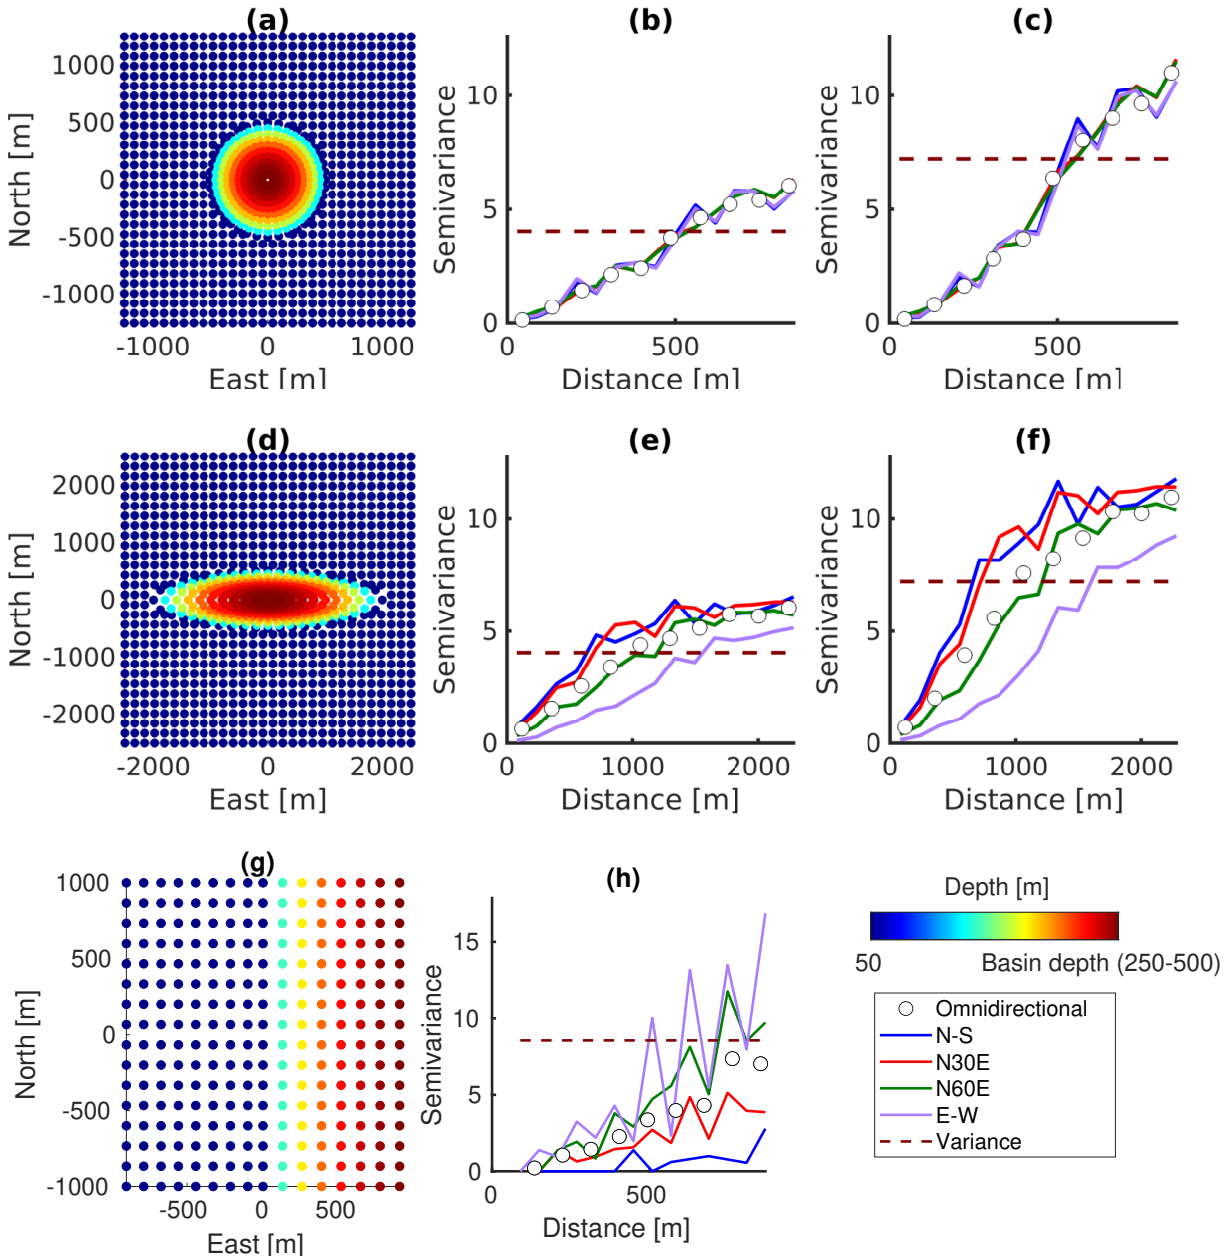 (a) (b) (c)
North [m]
1000
500
0
-500
-1000
-1000 0 1000
East [m]
Semivariance
10
5
0
0 500
Distance [m]
Semivariance
10
5
0
0 500
Distance [m]
(d) (e) (f)
North [m]
2000
1000
0
-1000
-2000
-2000 0 2000
East [m]
Semivariance
10
5
0
0 1000 2000
Distance [m]
Semivariance
10
5
0
0 1000 2000
Distance [m]
(g) (h)
North [m]
1000
500
0
-500
-1000
-500 0 500
East [m]
Semivariance
15
10
5
0
0 500
Distance [m]
Depth [m]
50 Basin depth (250-500)
Omnidirectional
N-S
N30E
N60E
E-W
Variance